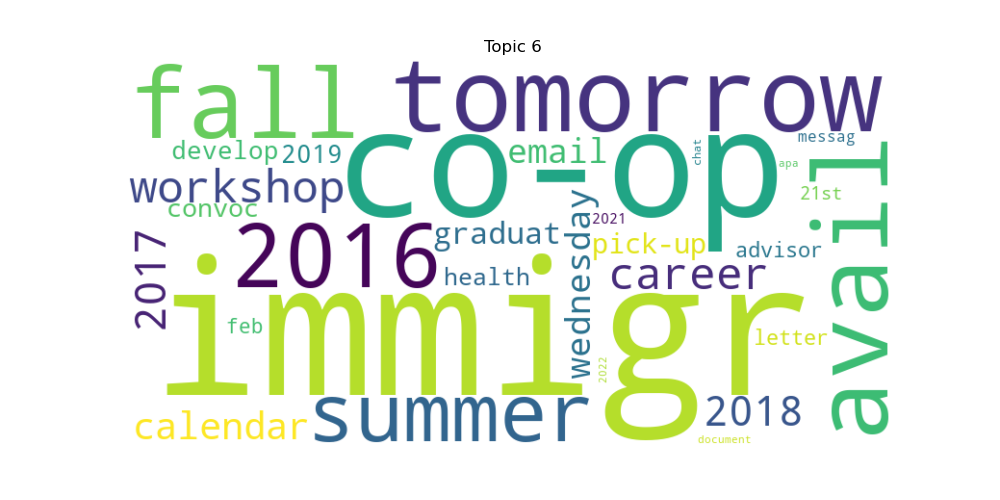 Topic 6
fall
tomorrow
co-op
develop
2019
email
chat
messag
apa
workshop
21st
convoc
avail
2016
graduat
2021
wednesday
pick-up
advisor
2017
health
career
immigr
feb
letter
2022
calendar
summer
2018
document